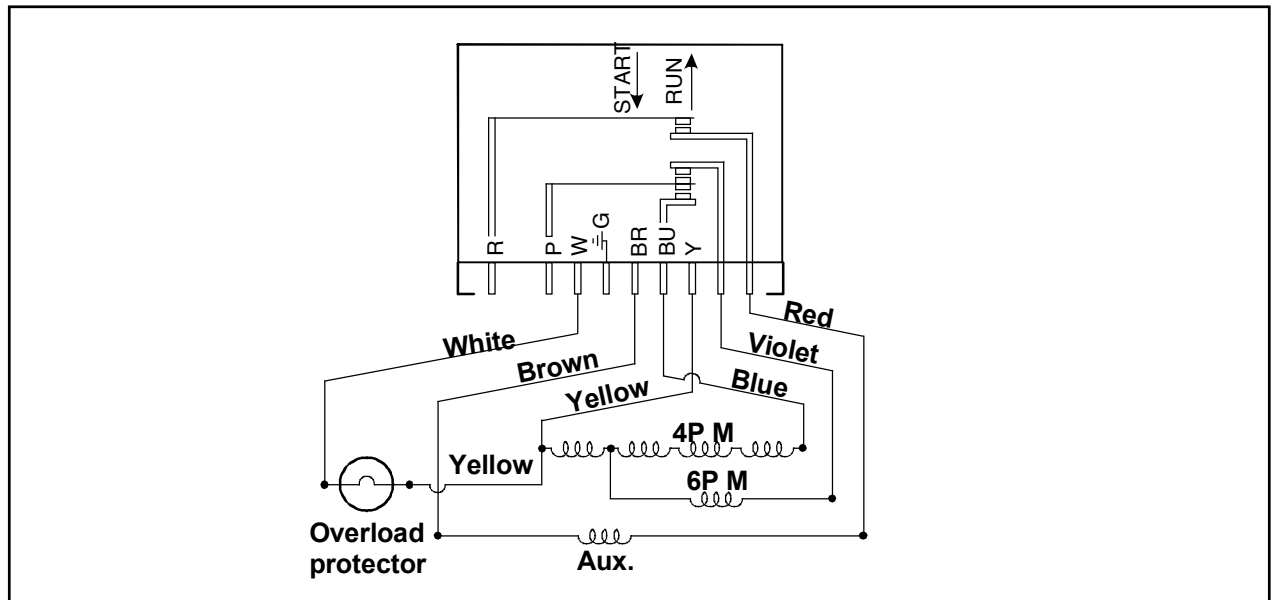 START
RUN
R
P
W
G
BR
BU
Y
Red
White
Violet
Brown
Blue
Yellow
4P M
Yellow
6P M
Overload
protector
Aux.